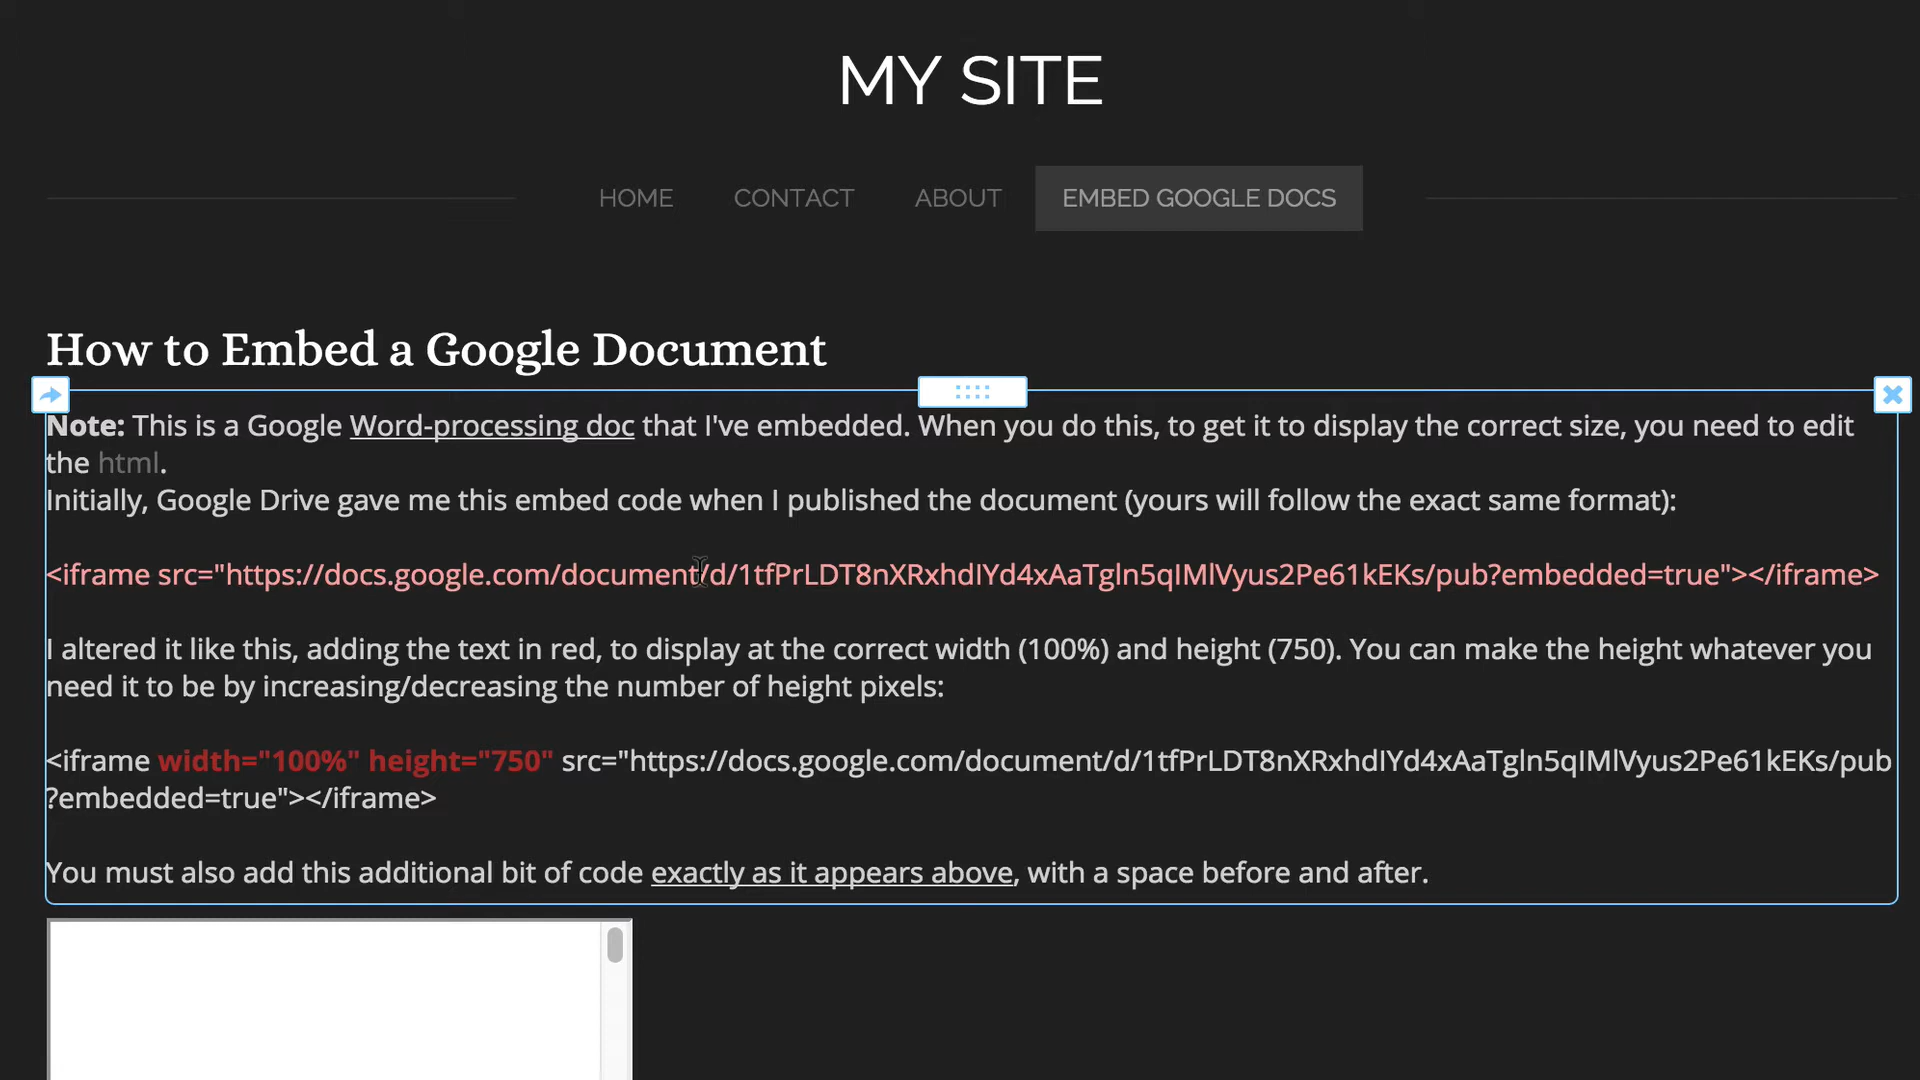 MY SITE
HOME CONTACT ABOUT EMBED GOOGLE DOCS
How to Embed a Google Document
Note: This is a Google Word-processing doc that I've embedded. When you do this, to get it to display the correct size, you need to edit
the html.
Initially, Google Drive gave me this embed code when I published the document (yours will follow the exact same format):
<iframe src="https://docs.google.com/document/d/1tfPrLDT8nXRxhdIYd4xAaTgln5qIMlVyus2Pe61kEKs/pub?embedded=true"></iframe>
I altered it like this, adding the text in red, to display at the correct width (100%) and height (750). You can make the height whatever you
need it to be by increasing/decreasing the number of height pixels:
<iframe width="100%" height="750" src="https://docs.google.com/document/d/1tfPrLDT8nXRxhdIYd4xAaTgln5qIMlVyus2Pe61kEKs/pub
?embedded=true"></iframe>
You must also add this additional bit of code exactly as it appears above, with a space before and after.